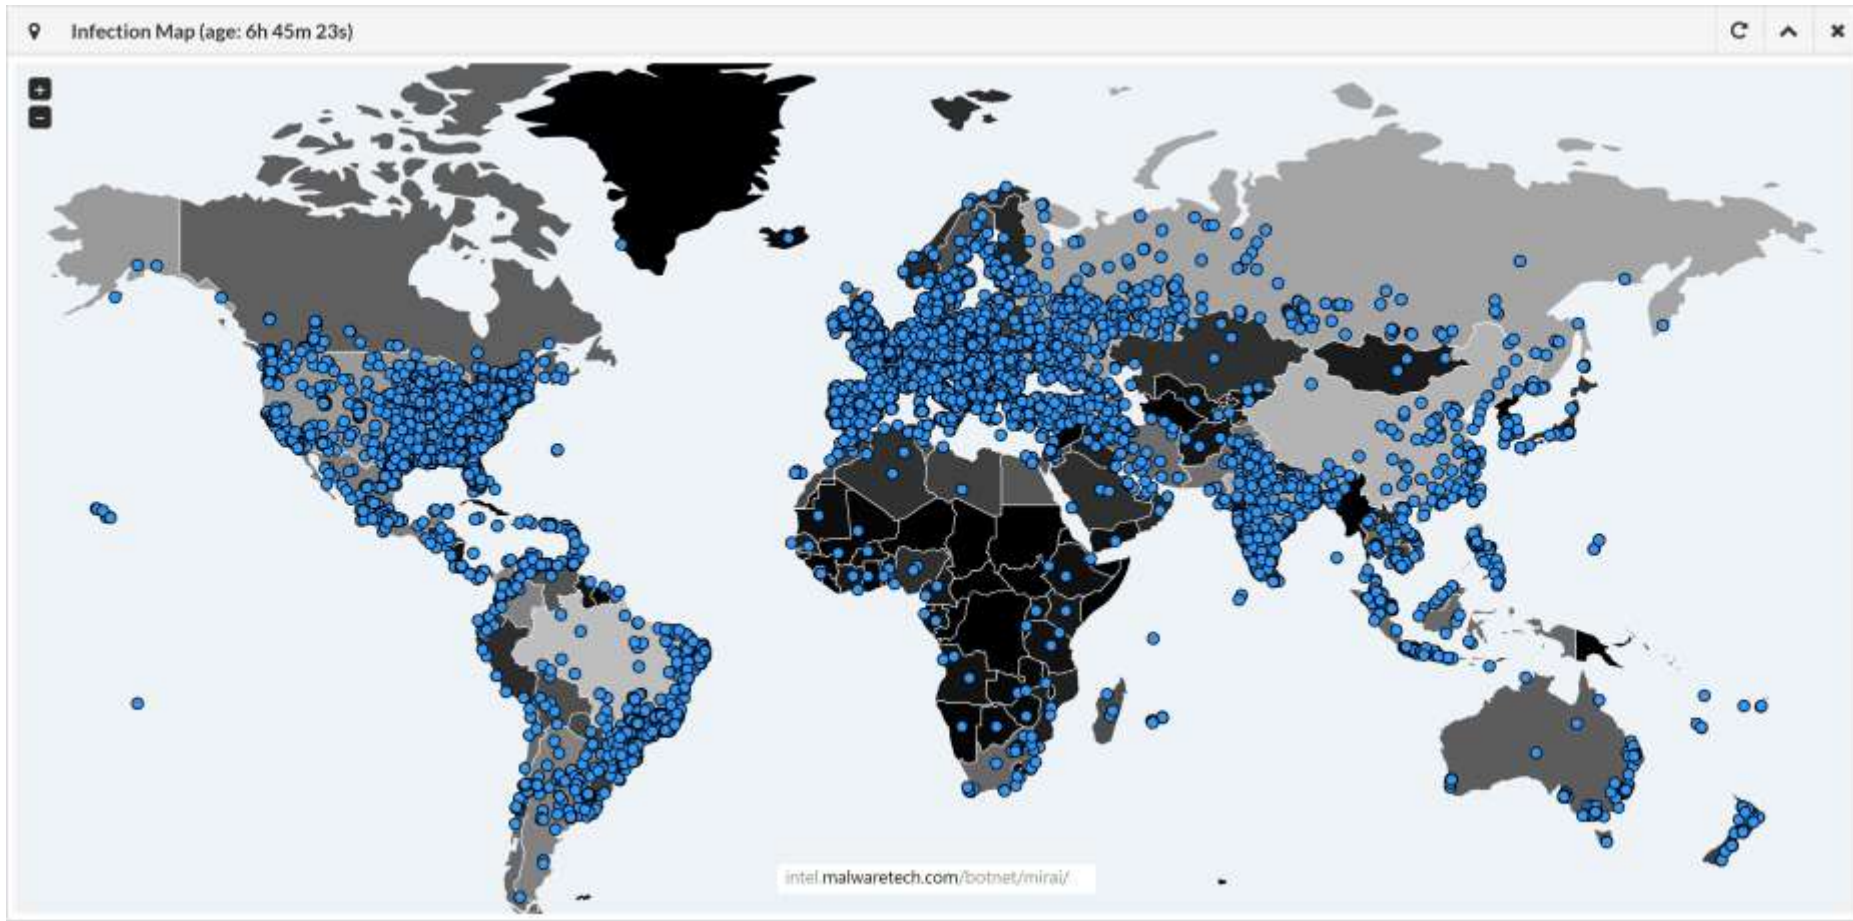 Infection Map (age: 6h 45m 23s)
+
-
intel.malwaretech.com/botnet/mirai/